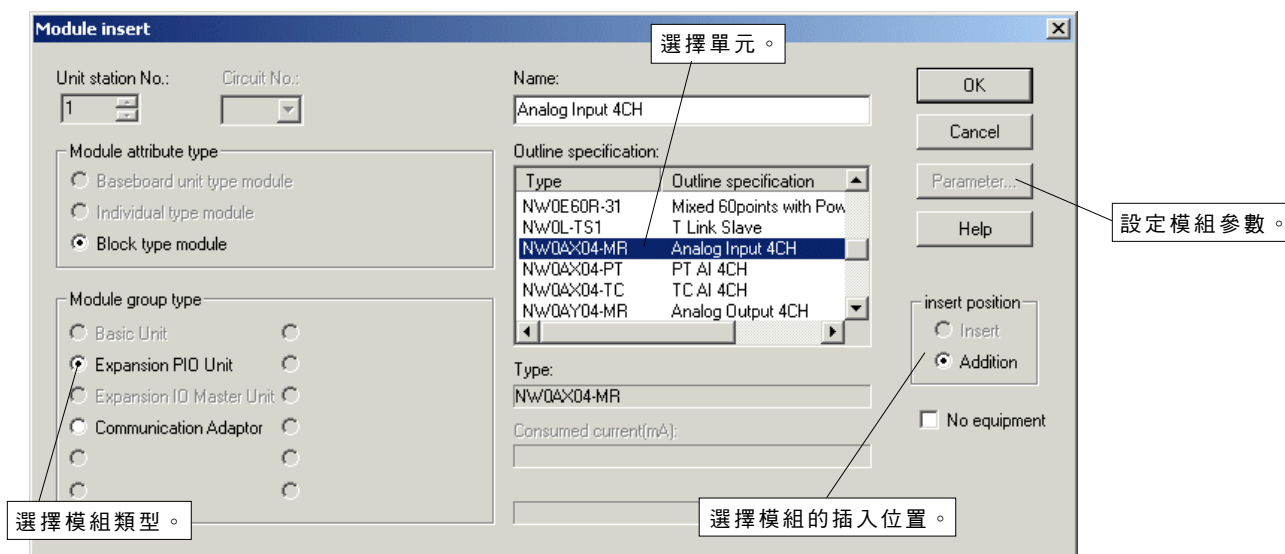 Module insert
選擇單元。
Unit station No.:
Circuit No.:
1
Name:
Analog Input 4CH
OK
Cancel
Parameter...
Help
設定模組參數。
Module attribute type
Baseboard unit type module
Individual type module
Block type module
Outline specification:
Type Outline specification
NW0E60R-31 Mixed 60points with Pow
NW0L-TS1 T Link Slave
NW0AX04-MR Analog Input 4CH
NW0AX04-PT PT AI 4CH
NW0AX04-TC TC AI 4CH
NW0AY04-MR Analog Output 4CH
Module group type
Basic Unit
Expansion PIO Unit
Expansion IO Master Unit
Communication Adaptor
insert position
Insert
Addition
Type:
NW0AX04-MR
Consumed current(mA):
No equipment
選擇模組類型。
選擇模組的插入位置。